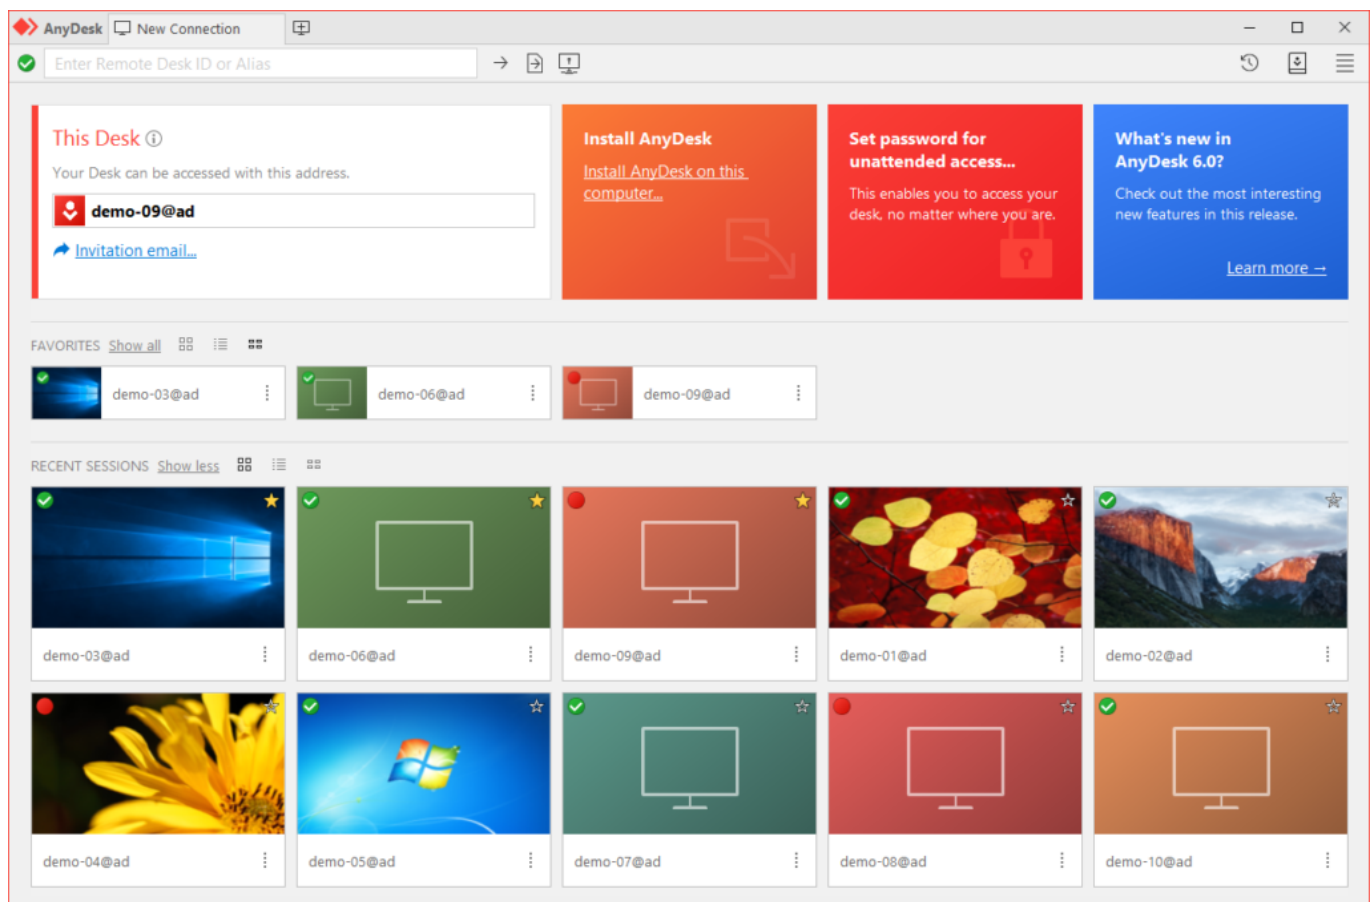 AnyDesk New Connection
Enter Remote Desk ID or Alias
This Desk
Your Desk can be accessed with this address.
demo-09@ad
Invitation email...
Install AnyDesk
Install AnyDesk on this
computer...
Set password for
unattended access...
This enables you to access your
desk, no matter where you are.
What's new in
AnyDesk 6.0?
Check out the most interesting
new features in this release.
Learn more →
FAVORITES Show all
demo-03@ad
demo-06@ad
demo-09@ad
RECENT SESSIONS Show less
demo-03@ad
demo-06@ad
demo-09@ad
demo-01@ad
demo-02@ad
demo-04@ad
demo-05@ad
demo-07@ad
demo-08@ad
demo-10@ad